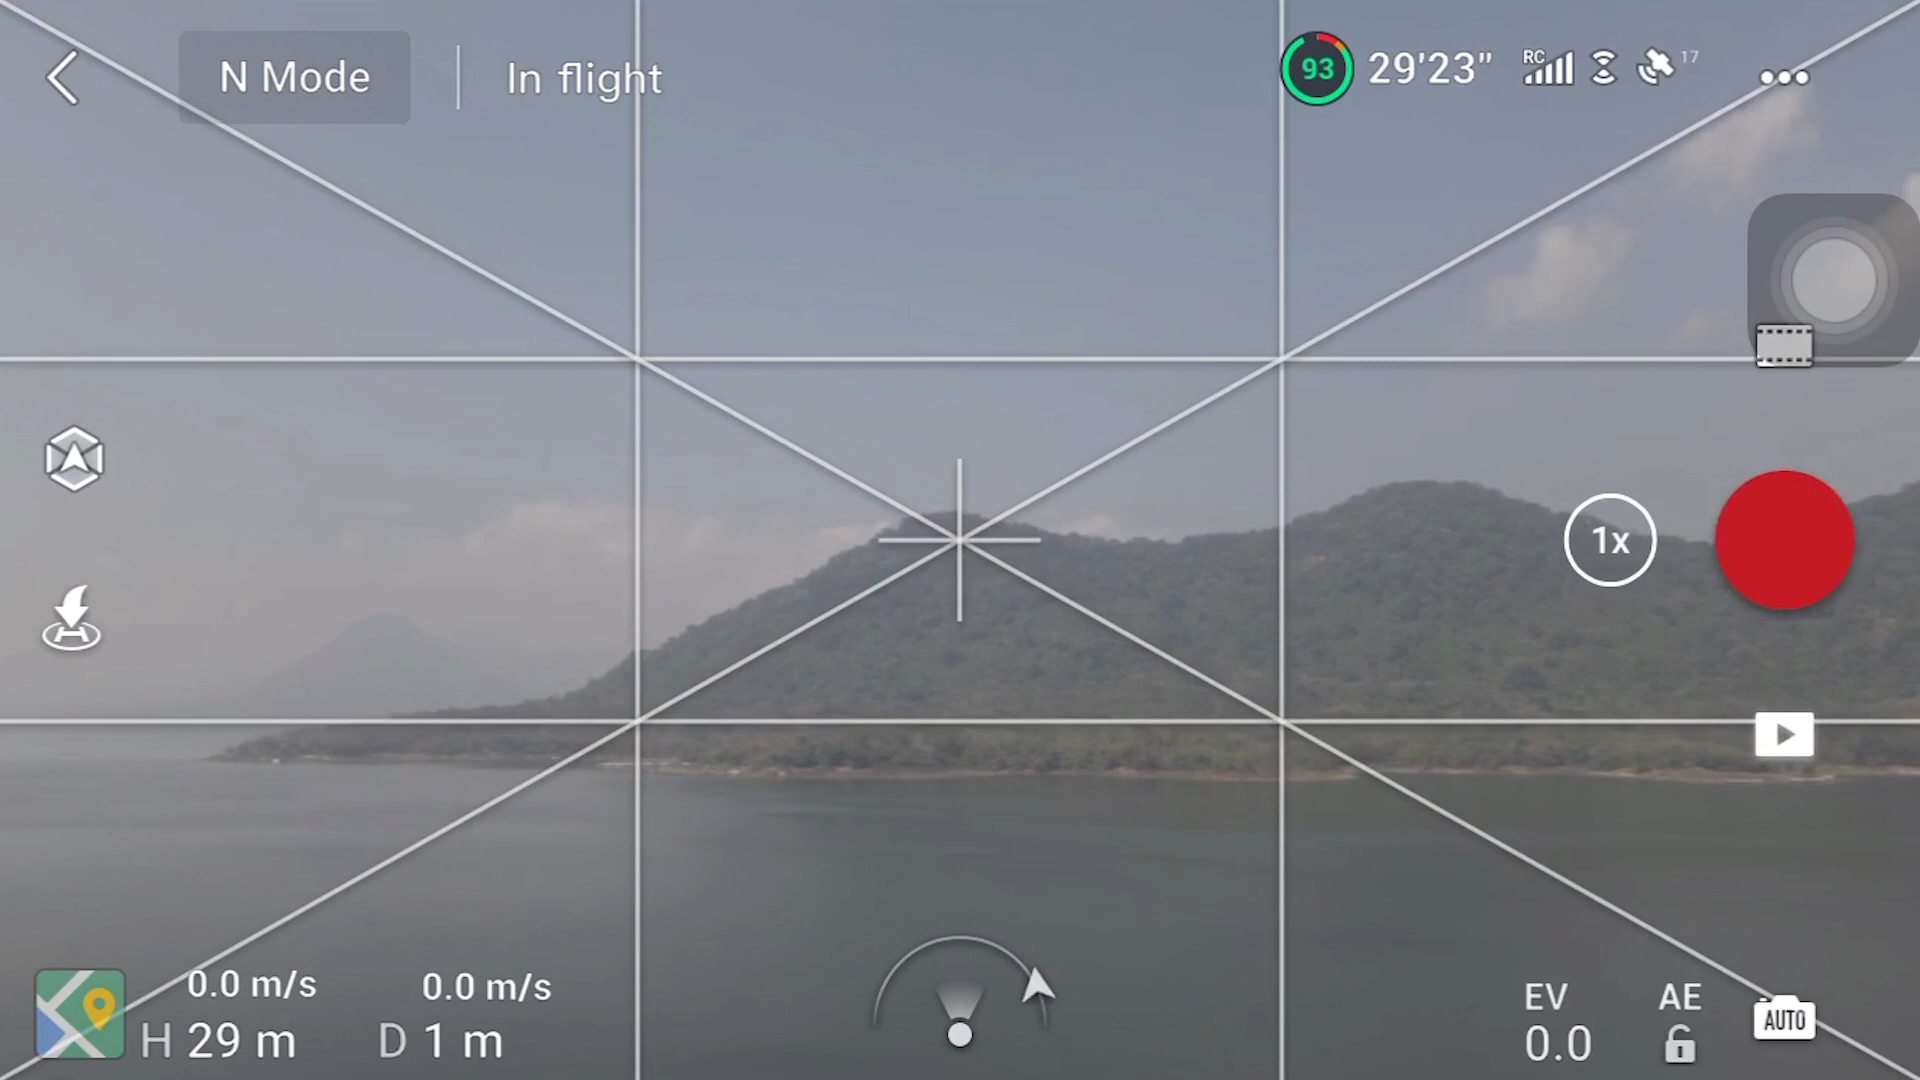 N Mode
In flight
93
29'23"
RC
17
1x
0.0 m/s
0.0 m/s
H 29 m
D 1 m
EV
0.0
AE
AUTO